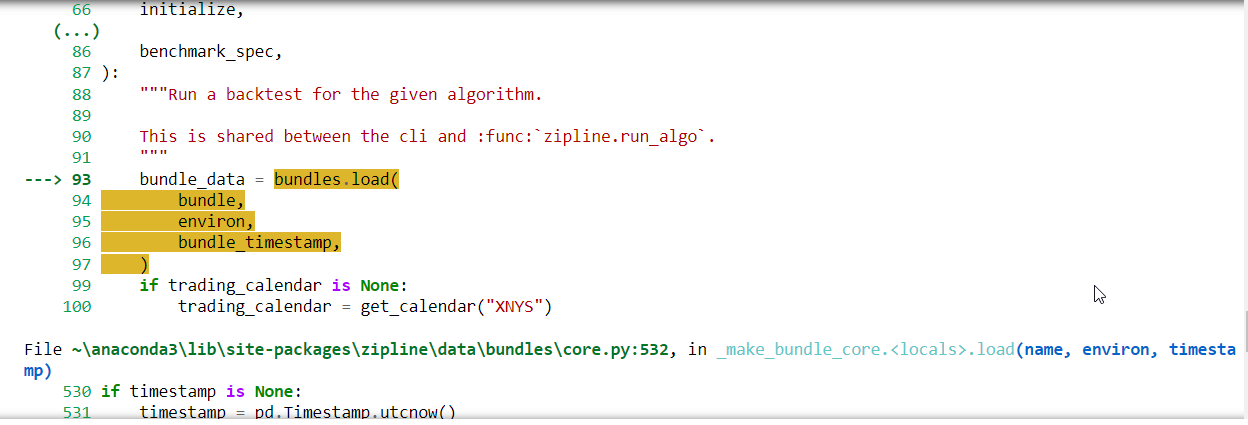 66     initialize,
(...)
86     benchmark_spec,
87 ):
88     """Run a backtest for the given algorithm.
89
90     This is shared between the cli and :func:`zipline.run_algo`.
91     """
---> 93     bundle_data = bundles.load(
94         bundle,
95         environ,
96         bundle_timestamp,
97     )
99     if trading_calendar is None:
100         trading_calendar = get_calendar("XNYS")
File ~\anaconda3\lib\site-packages\zipline\data\bundles\core.py:532, in _make_bundle_core.<locals>.load(name, environ, timesta
mp)
530 if timestamp is None:
531     timestamp = pd.Timestamp.utcnow()